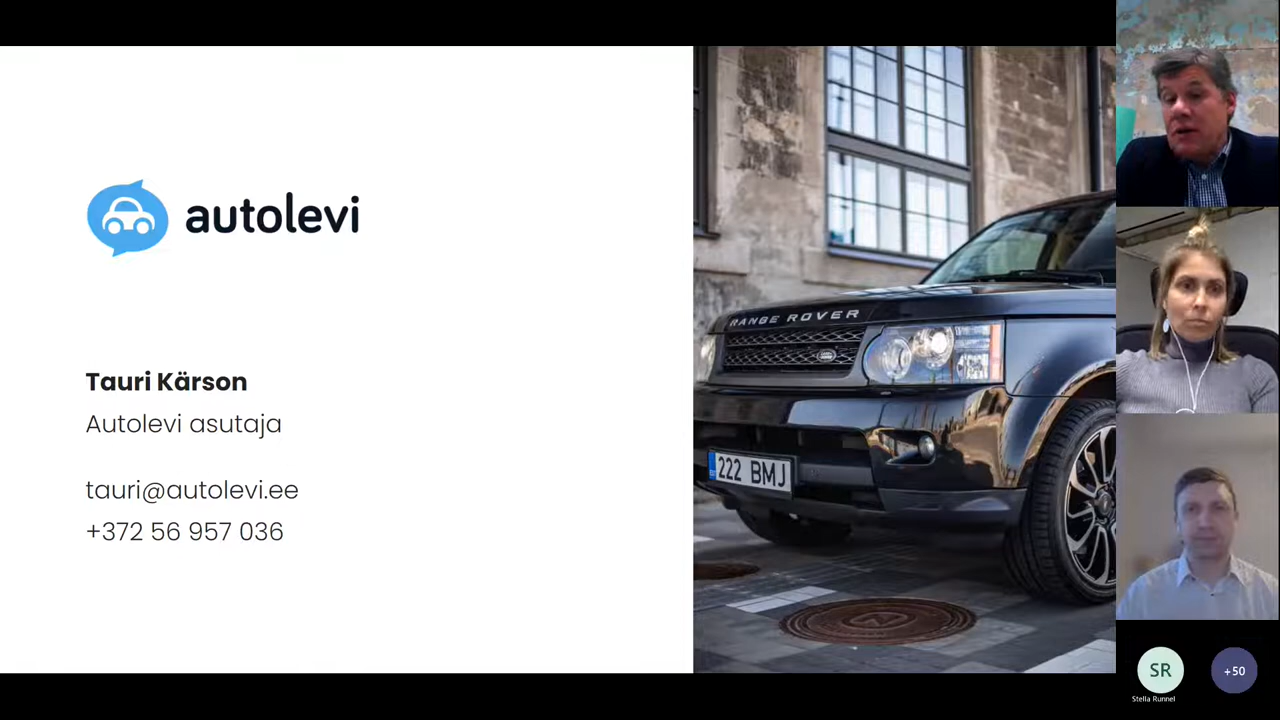 autolevi
Tauri Kärson
Autolevi asutaja
tauri@autolevi.ee
+372 56 957 036
RANGE ROVER
222 BMJ
SR
+50
Stella Runnel